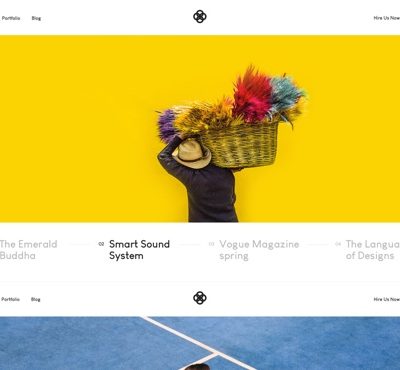 Portfolio Blog Hire Us Now
The Emerald 02 Smart Sound 03 Vogue Magazine 04 The Langua
Buddha System spring of Designs
Portfolio Blog Hire Us Now